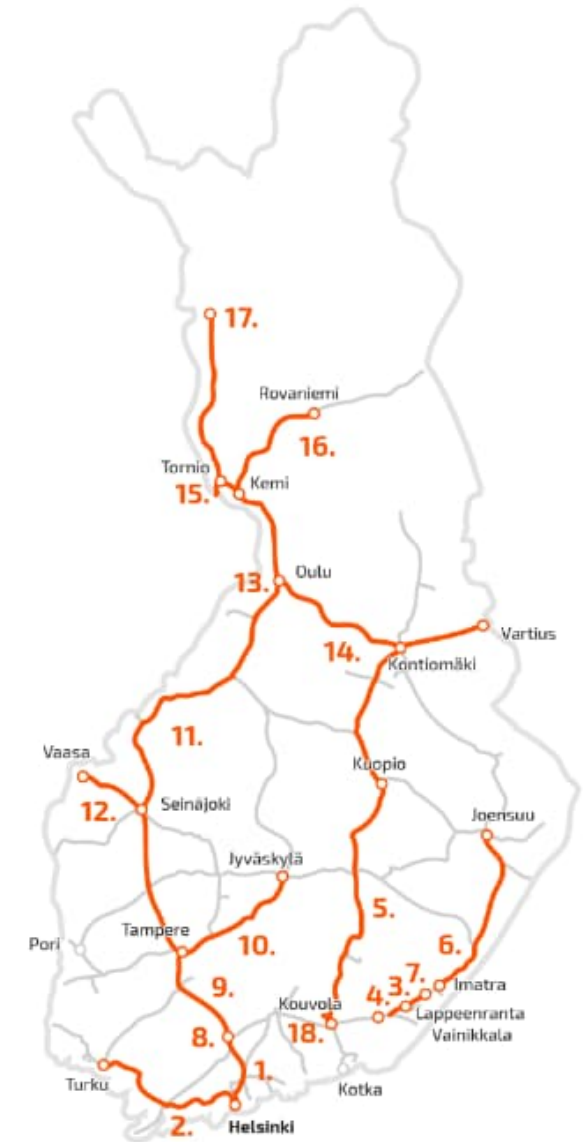 17.
Rovaniemi
16.
Tornio
15.
Kemi
13.
Oulu
Vartius
14.
Kontiomäki
11.
Vaasa
12.
Seinäjoki
Kuopio
Joensuu
Jyväskylä
5.
Tampere
Pori
10.
6.
9.
7.
Imatra
3.
4.
Kouvola
18.
Lappeenranta
Vainikkala
8.
1.
Turku
Kotka
2.
Helsinki